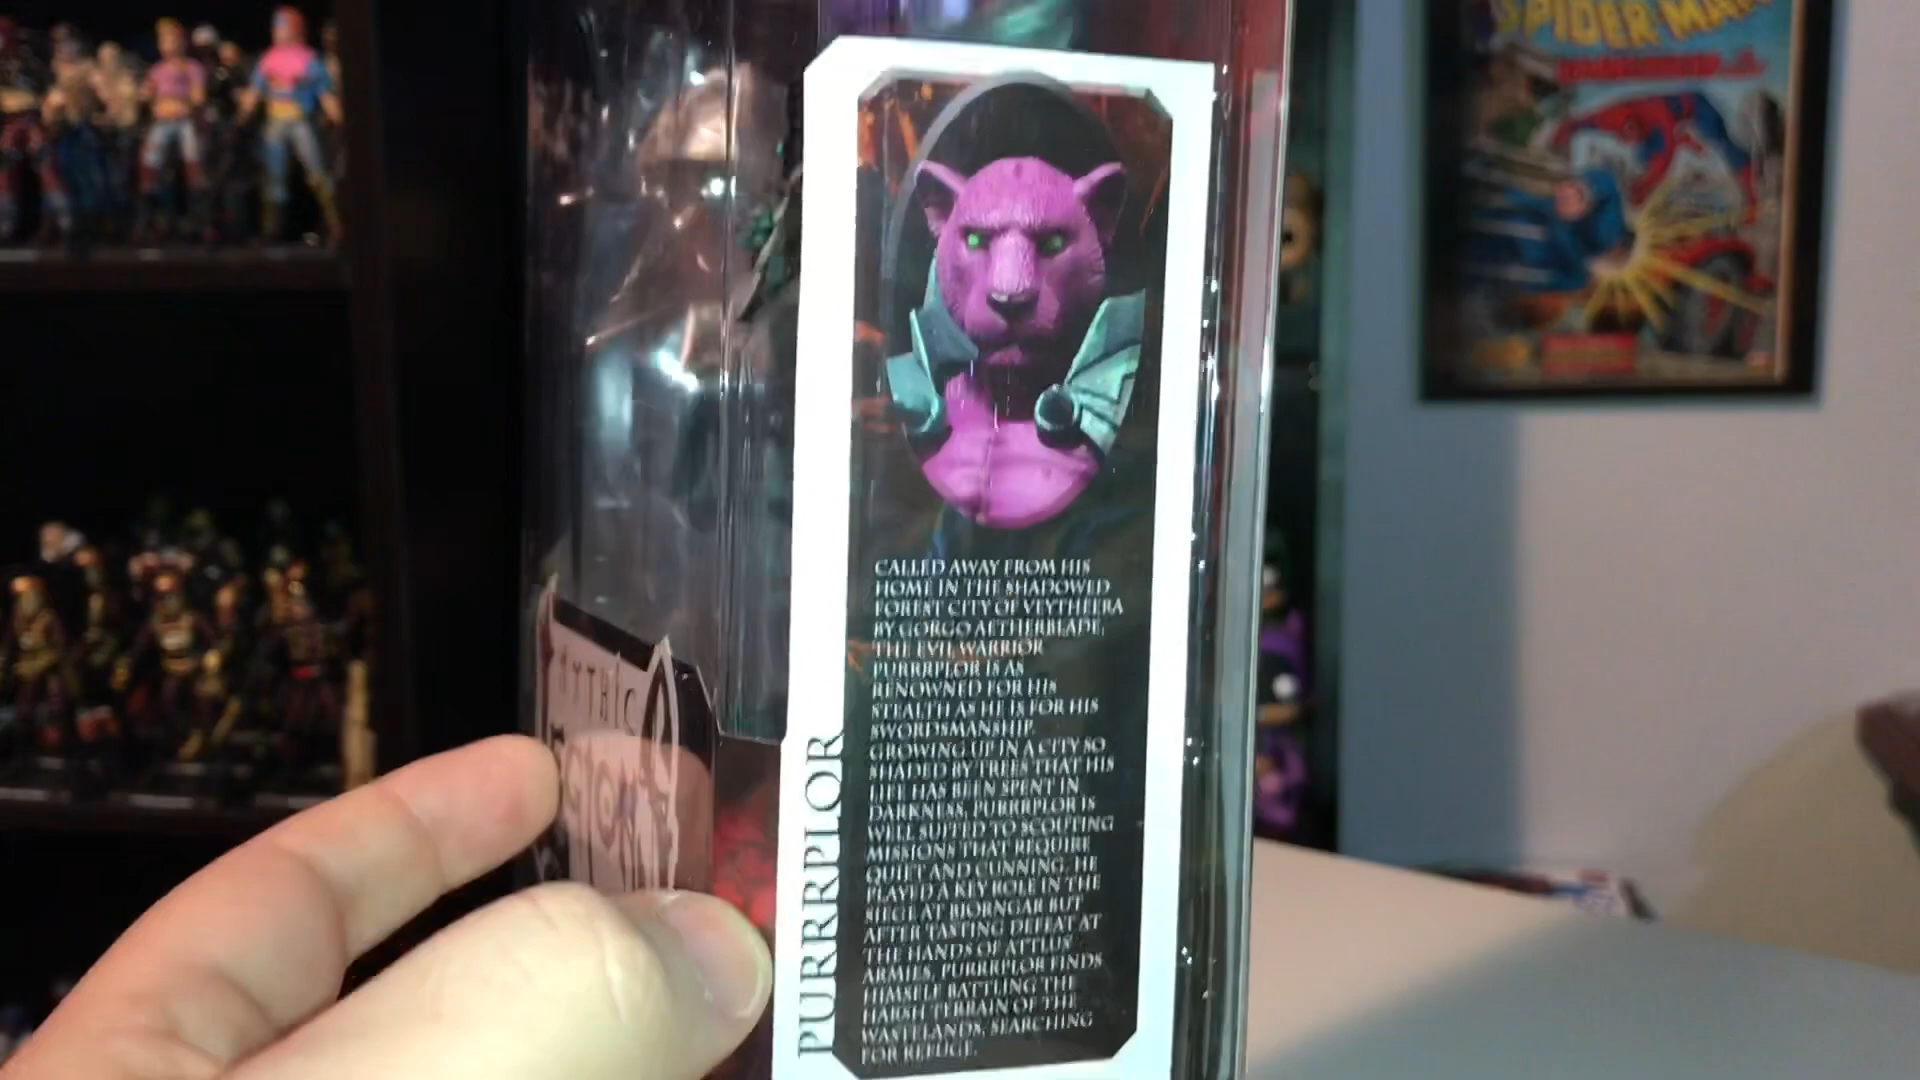 SPIDER-MAN
MYTHIC
PURRRPLOR
CALLED AWAY FROM HIS
HOME IN THE SHADOWED
FOREST CITY OF VEYTHEERA
BY GORGO AETHERBLADE,
THE EVIL WARRIOR
PURRRPLOR IS AS
RENOWNED FOR HIS
STEALTH AS HE IS FOR HIS
SWORDSMANSHIP.
GROWING UP IN A CITY SO
SHADED BY TREES THAT HIS
LIFE HAS BEEN SPENT IN
DARKNESS, PURRRPLOR IS
WELL SUITED TO SCOUTING
MISSIONS THAT REQUIRE
QUIET AND CUNNING. HE
PLAYED A KEY ROLE IN THE
SIEGE AT BJORNGAR BUT
AFTER TASTING DEFEAT AT
THE HANDS OF ATTLUS'
ARMIES, PURRRPLOR FINDS
HIMSELF BATTLING THE
HARSH TERRAIN OF THE
WASTELANDS, SEARCHING
FOR REFUGE.